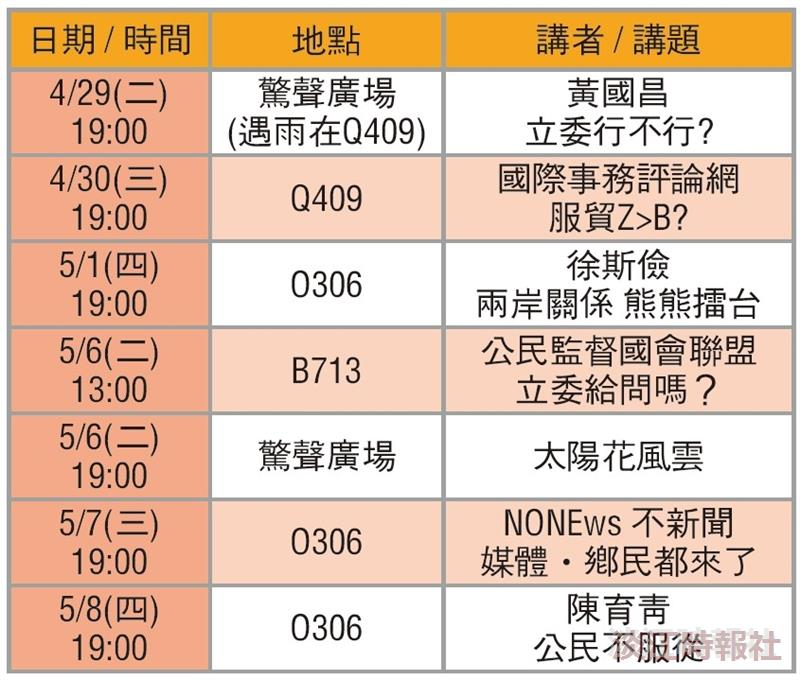 日期 / 時間
地點
講者 / 講題
4/29(二)
19:00
驚聲廣場
(遇雨在Q409)
黃國昌
立委行不行?
4/30(三)
19:00
Q409
國際事務評論網
服貿Z>B?
5/1(四)
19:00
O306
徐斯儉
兩岸關係 熊熊擂台
5/6(二)
13:00
B713
公民監督國會聯盟
立委給問嗎？
5/6(二)
19:00
驚聲廣場
太陽花風雲
5/7(三)
19:00
O306
NONEws 不新聞
媒體・鄉民都來了
5/8(四)
19:00
O306
陳育青
公民不服從
淡江時報社